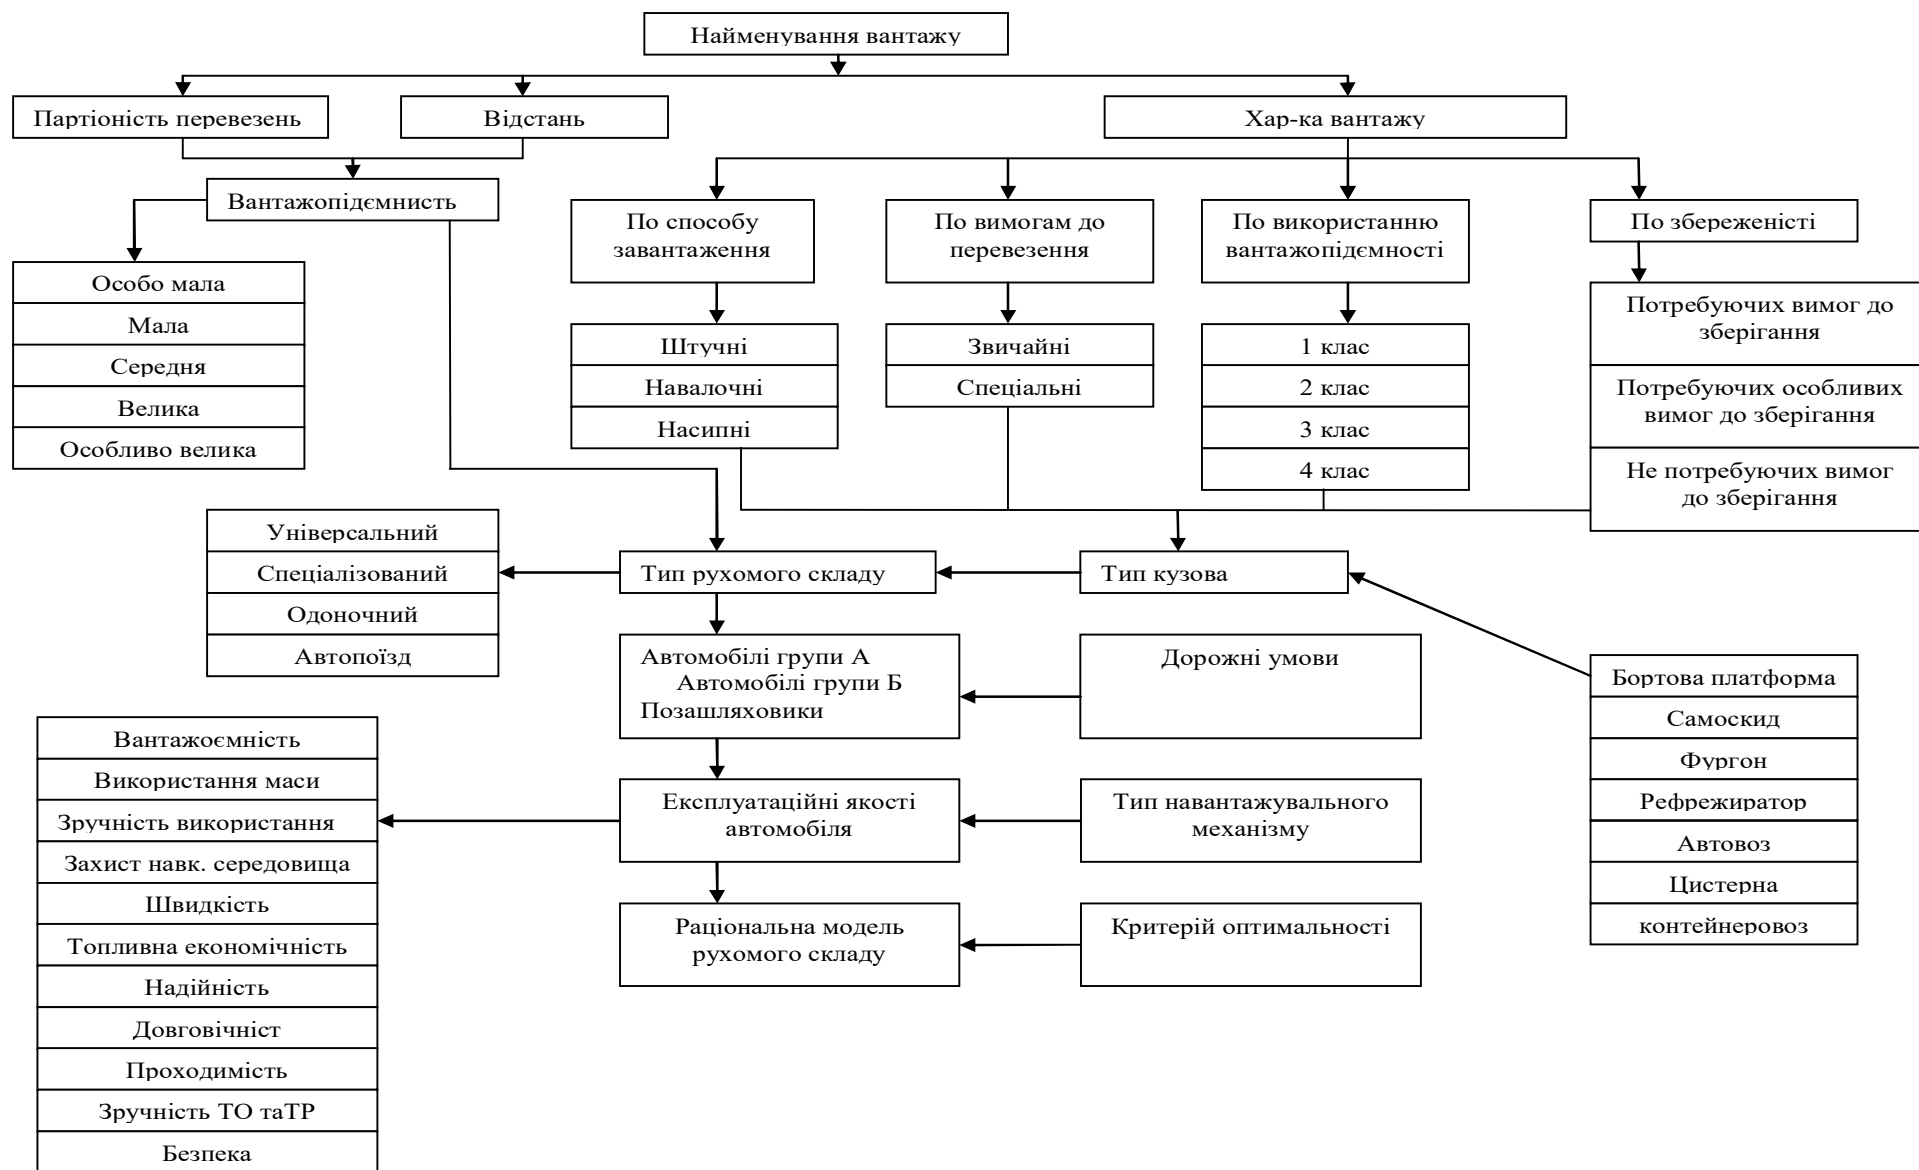 Найменування вантажу
Партіоність перевезень
Відстань
Хар-ка вантажу
Вантажопідємнисть
По способу
завантаження
По вимогам до
перевезення
По використанню
вантажопідємності
По збереженісті
Особо мала
Мала
Середня
Велика
Особливо велика
Штучні
Навалочні
Насипні
Звичайні
Спеціальні
1 клас
2 клас
3 клас
4 клас
Потребуючих вимог до
зберігання
Потребуючих особливих
вимог до зберігання
Не потребуючих вимог
до зберігання
Універсальний
Спеціалізований
Одоночний
Автопоїзд
Тип рухомого складу
Тип кузова
Автомобілі групи А
Автомобілі групи Б
Позашляховики
Дорожні умови
Бортова платформа
Самоскид
Фургон
Рефрежиратор
Автовоз
Цистерна
контейнеровоз
Вантажоємність
Використання маси
Зручність використання
Захист навк. середовища
Швидкість
Топливна економічність
Надійність
Довговічніст
Проходимість
Зручність ТО таТР
Безпека
Експлуатаційні якості
автомобіля
Тип навантажувального
механізму
Раціональна модель
рухомого складу
Критерій оптимальності